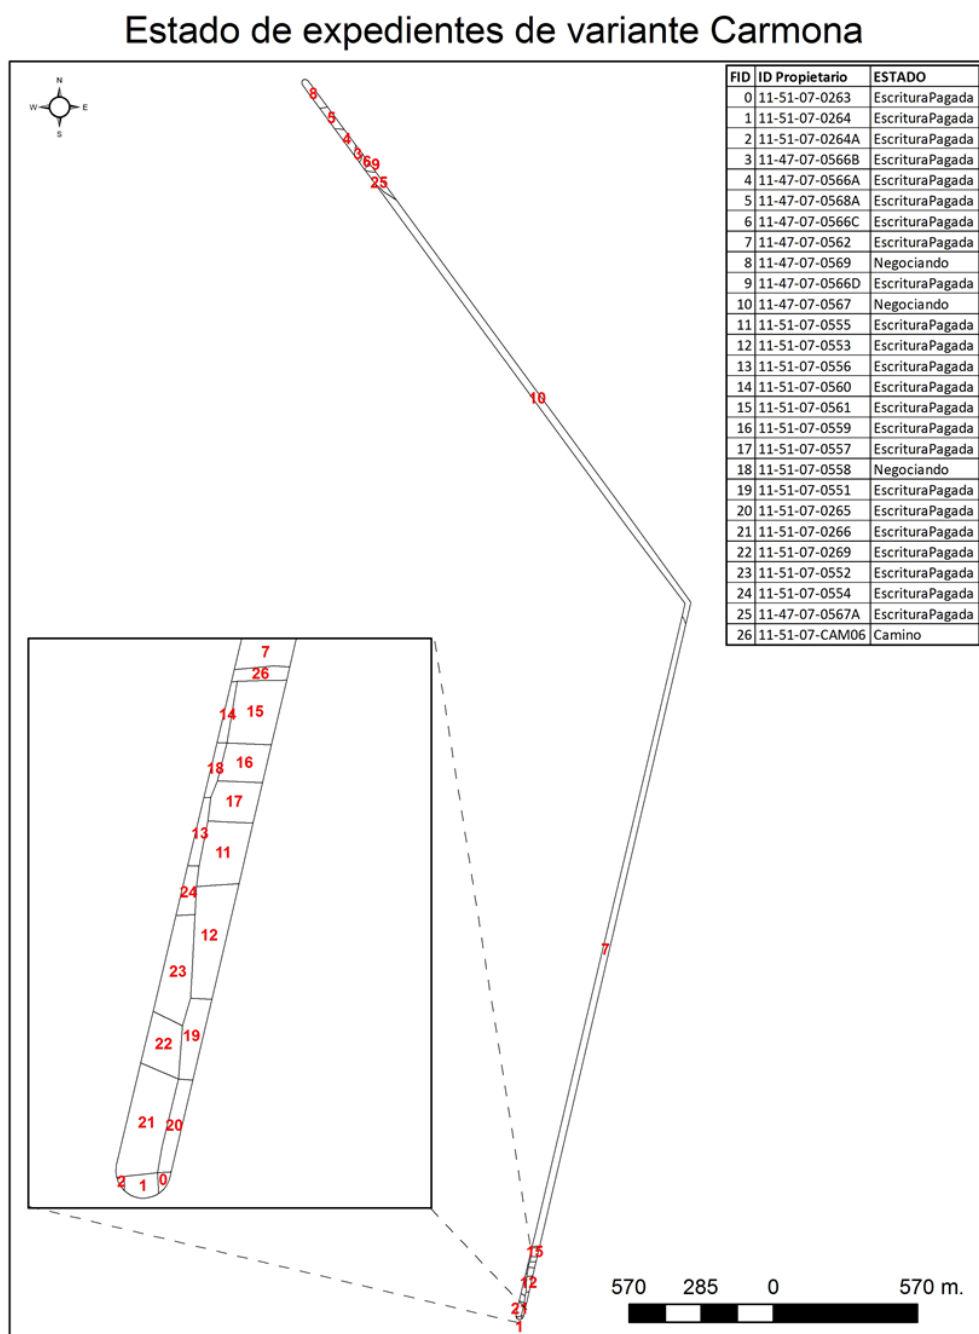 Estado de expedientes de variante Carmona
N
W E
S
FID ID Propietario ESTADO
0 11-51-07-0263 EscrituraPagada
1 11-51-07-0264 EscrituraPagada
2 11-51-07-0264A EscrituraPagada
3 11-47-07-0566B EscrituraPagada
4 11-47-07-0566A EscrituraPagada
5 11-47-07-0568A EscrituraPagada
6 11-47-07-0566C EscrituraPagada
7 11-47-07-0562 EscrituraPagada
8 11-47-07-0569 Negociando
9 11-47-07-0566D EscrituraPagada
10 11-47-07-0567 Negociando
11 11-51-07-0555 EscrituraPagada
12 11-51-07-0553 EscrituraPagada
13 11-51-07-0556 EscrituraPagada
14 11-51-07-0560 EscrituraPagada
15 11-51-07-0561 EscrituraPagada
16 11-51-07-0559 EscrituraPagada
17 11-51-07-0557 EscrituraPagada
18 11-51-07-0558 Negociando
19 11-51-07-0551 EscrituraPagada
20 11-51-07-0265 EscrituraPagada
21 11-51-07-0266 EscrituraPagada
22 11-51-07-0269 EscrituraPagada
23 11-51-07-0552 EscrituraPagada
24 11-51-07-0554 EscrituraPagada
25 11-47-07-0567A EscrituraPagada
26 11-51-07-CAM06 Camino
8
5
4
3
6
9
25
10
7
15
12
21
1
7
26
14
15
16
18
17
13
11
24
12
23
19
22
21
20
2
1
0
570 285 0 570 m.